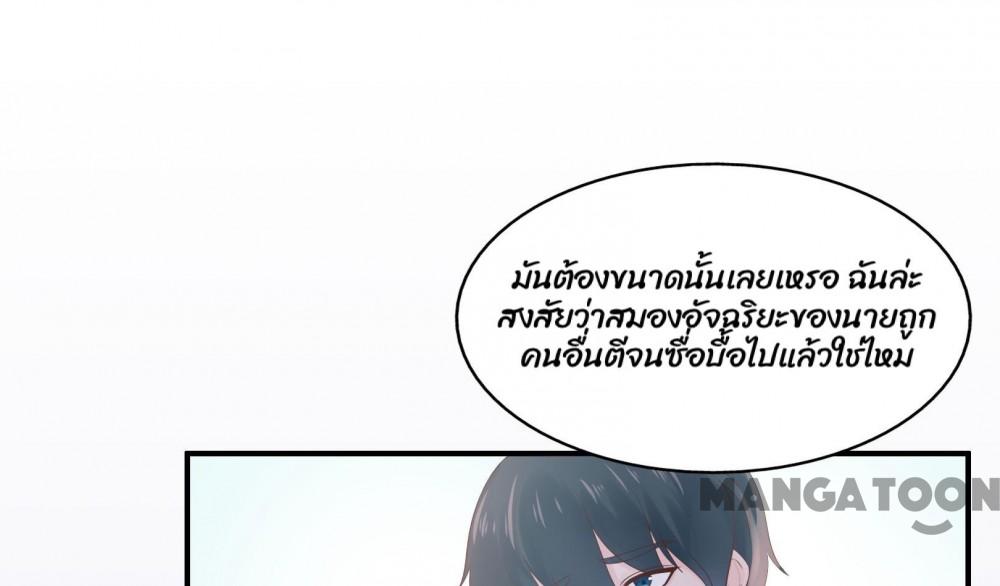 มันต้องขนาดนั้นเลยเหรอ ฉันล่ะ
สงสัยว่าสมองอัจฉริยะของนายถูก
คนอื่นตีจนซื่อบื้อไปแล้วใช่ไหม
MANGATOON